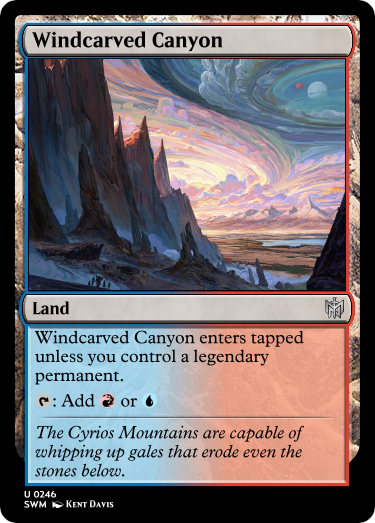 Windcarved Canyon
Land
Windcarved Canyon enters tapped
unless you control a legendary
permanent.
: Add or
The Cyrios Mountains are capable of
whipping up gales that erode even the
stones below.
U 0246
SWM Kent Davis